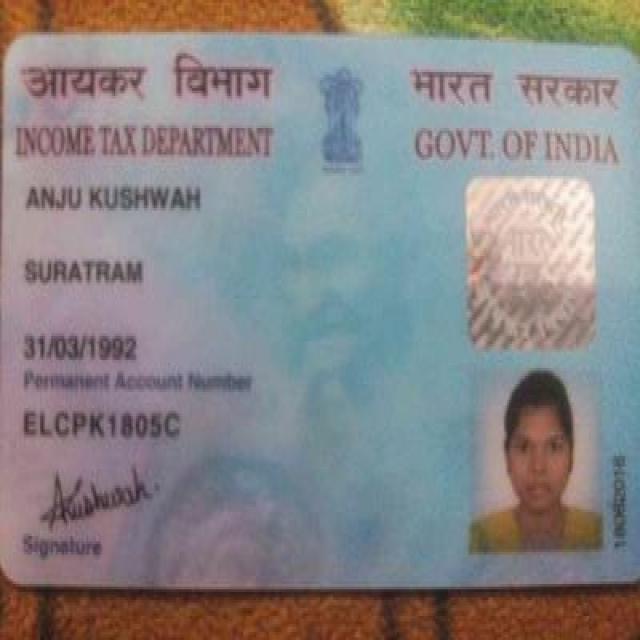 आयकर विभाग
INCOME TAX DEPARTMENT
भारत सरकार
GOVT. OF INDIA
ANJU KUSHWAH
SURATRAM
31/03/1992
Permanent Account Number
ELCPK1805C
AKushwah.
Signature
18062016